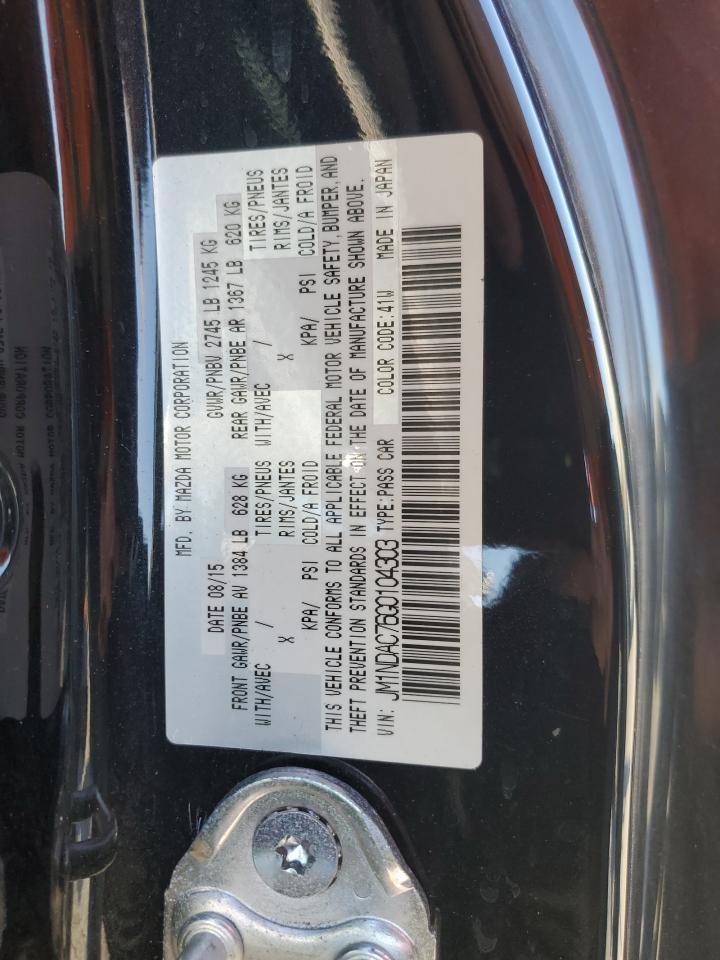 MFD. BY MAZDA MOTOR CORPORATION
DATE 08/15 GVWR/PNBV 2745 LB 1245 KG
FRONT GAWR/PNBE AV 1384 LB 628 KG REAR GAWR/PNBE AR 1367 LB 620 KG
WITH/AVEC / TIRES/PNEUS WITH/AVEC / TIRES/PNEUS
X RIMS/JANTES X RIMS/JANTES
KPA/ PSI COLD/A FROID KPA/ PSI COLD/A FROID
THIS VEHICLE CONFORMS TO ALL APPLICABLE FEDERAL MOTOR VEHICLE SAFETY,BUMPER,AND
THEFT PREVENTION STANDARDS IN EFFECT ON THE DATE OF MANUFACTURE SHOWN ABOVE.
VIN: JM1NDAC7BG0104303 TYPE:PASS CAR COLOR CODE:41W MADE IN JAPAN